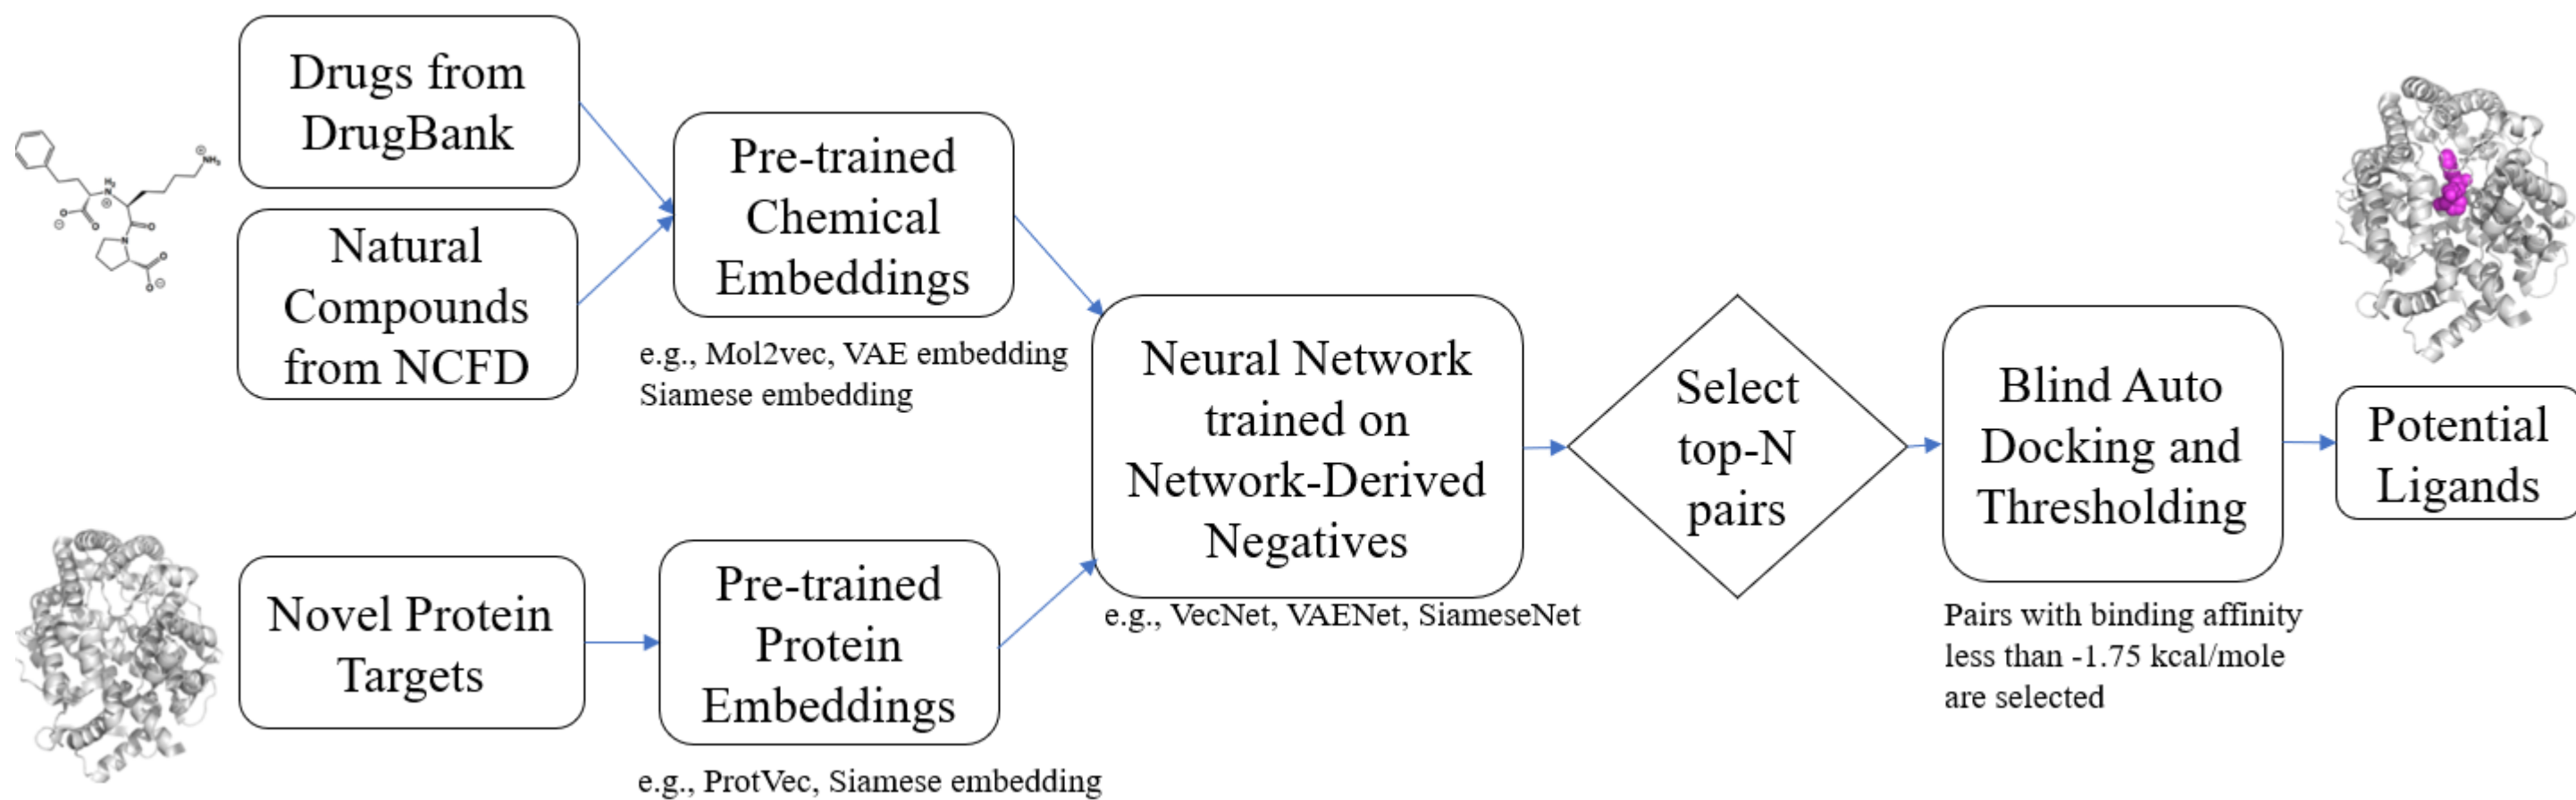 Drugs from
DrugBank
Natural
Compounds
from NCFD
Pre-trained
Chemical
Embeddings
e.g., Mol2vec, VAE embedding
Siamese embedding
Novel Protein
Targets
Pre-trained
Protein
Embeddings
e.g., ProtVec, Siamese embedding
Neural Network
trained on
Network-Derived
Negatives
e.g., VecNet, VAENet, SiameseNet
Select
top-N
pairs
Blind Auto
Docking and
Thresholding
Pairs with binding affinity
less than -1.75 kcal/mole
are selected
Potential
Ligands